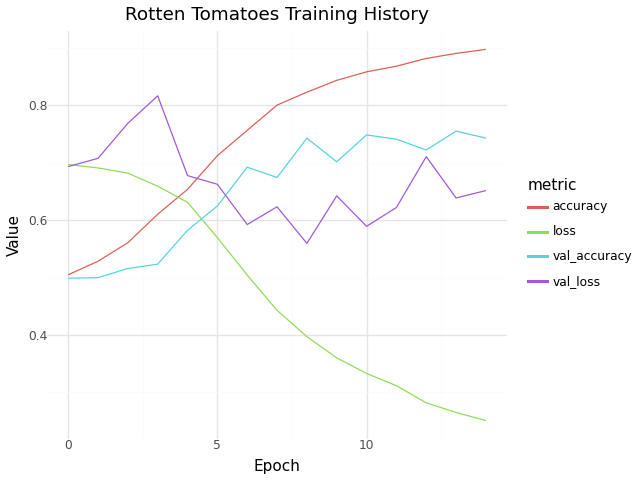 Rotten Tomatoes Training History
Value
0.8
0.6
0.4
0
5
10
Epoch
metric
accuracy
loss
val_accuracy
val_loss